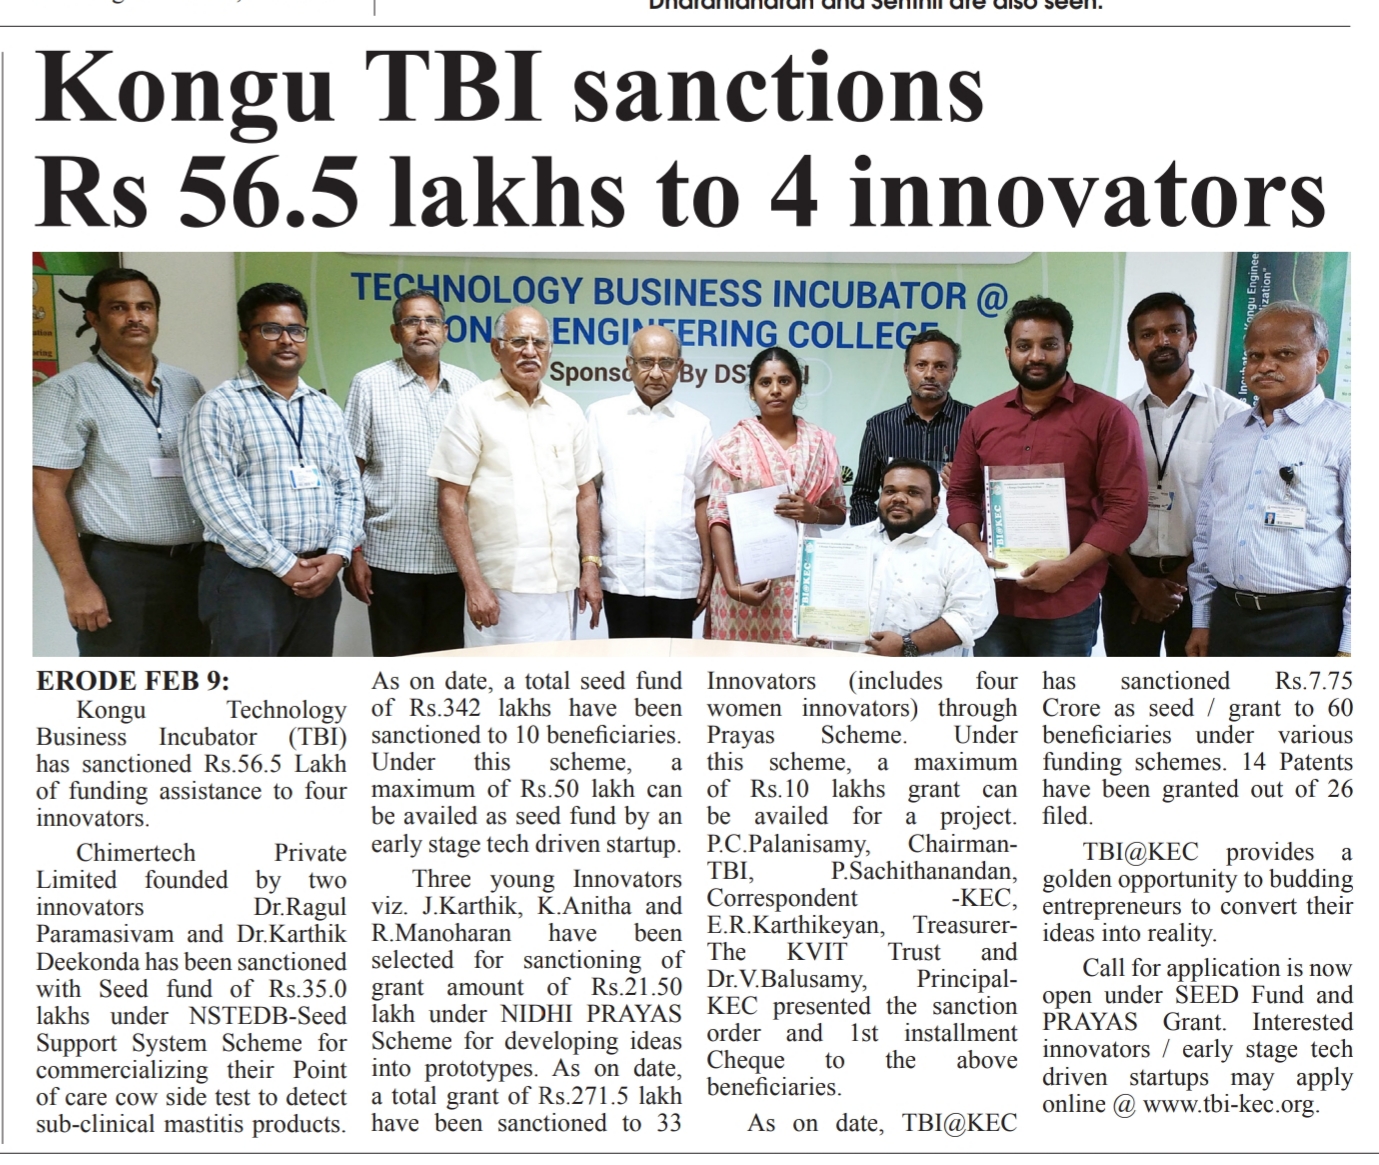 Dharanidharan and Senthil are also seen.
Kongu TBI sanctions
Rs 56.5 lakhs to 4 innovators
TECHNOLOGY BUSINESS INCUBATOR @
ENGINEERING COLLEGE
By
ERODE FEB 9:
Kongu Technology
Business Incubator (TBI)
has sanctioned Rs.56.5 Lakh
of funding assistance to four
innovators.
Chimertech Private
Limited founded by two
innovators Dr.Ragul
Paramasivam and Dr.Karthik
Deekonda has been sanctioned
with Seed fund of Rs.35.0
lakhs under NSTEDB-Seed
Support System Scheme for
commercializing their Point
of care cow side test to detect
sub-clinical mastitis products.
As on date, a total seed fund
of Rs.342 lakhs have been
sanctioned to 10 beneficiaries.
Under this scheme, a
maximum of Rs.50 lakh can
be availed as seed fund by an
early stage tech driven startup.
Three young Innovators
viz. J.Karthik, K.Anitha and
R.Manoharan have been
selected for sanctioning of
grant amount of Rs.21.50
lakh under NIDHI PRAYAS
Scheme for developing ideas
into prototypes. As on date,
a total grant of Rs.271.5 lakh
have been sanctioned to 33
Innovators (includes four
women innovators) through
Prayas Scheme. Under
this scheme, a maximum
of Rs.10 lakhs grant can
be availed for a project.
P.C.Palanisamy, Chairman-
TBI, P.Sachithanandan,
Correspondent -KEC,
E.R.Karthikeyan, Treasurer-
The KVIT Trust and
Dr.V.Balusamy, Principal-
KEC presented the sanction
order and 1st installment
Cheque to the above
beneficiaries.
As on date, TBI@KEC
has sanctioned Rs.7.75
Crore as seed / grant to 60
beneficiaries under various
funding schemes. 14 Patents
have been granted out of 26
filed.
TBI@KEC provides a
golden opportunity to budding
entrepreneurs to convert their
ideas into reality.
Call for application is now
open under SEED Fund and
PRAYAS Grant. Interested
innovators / early stage tech
driven startups may apply
online @ www.tbi-kec.org.